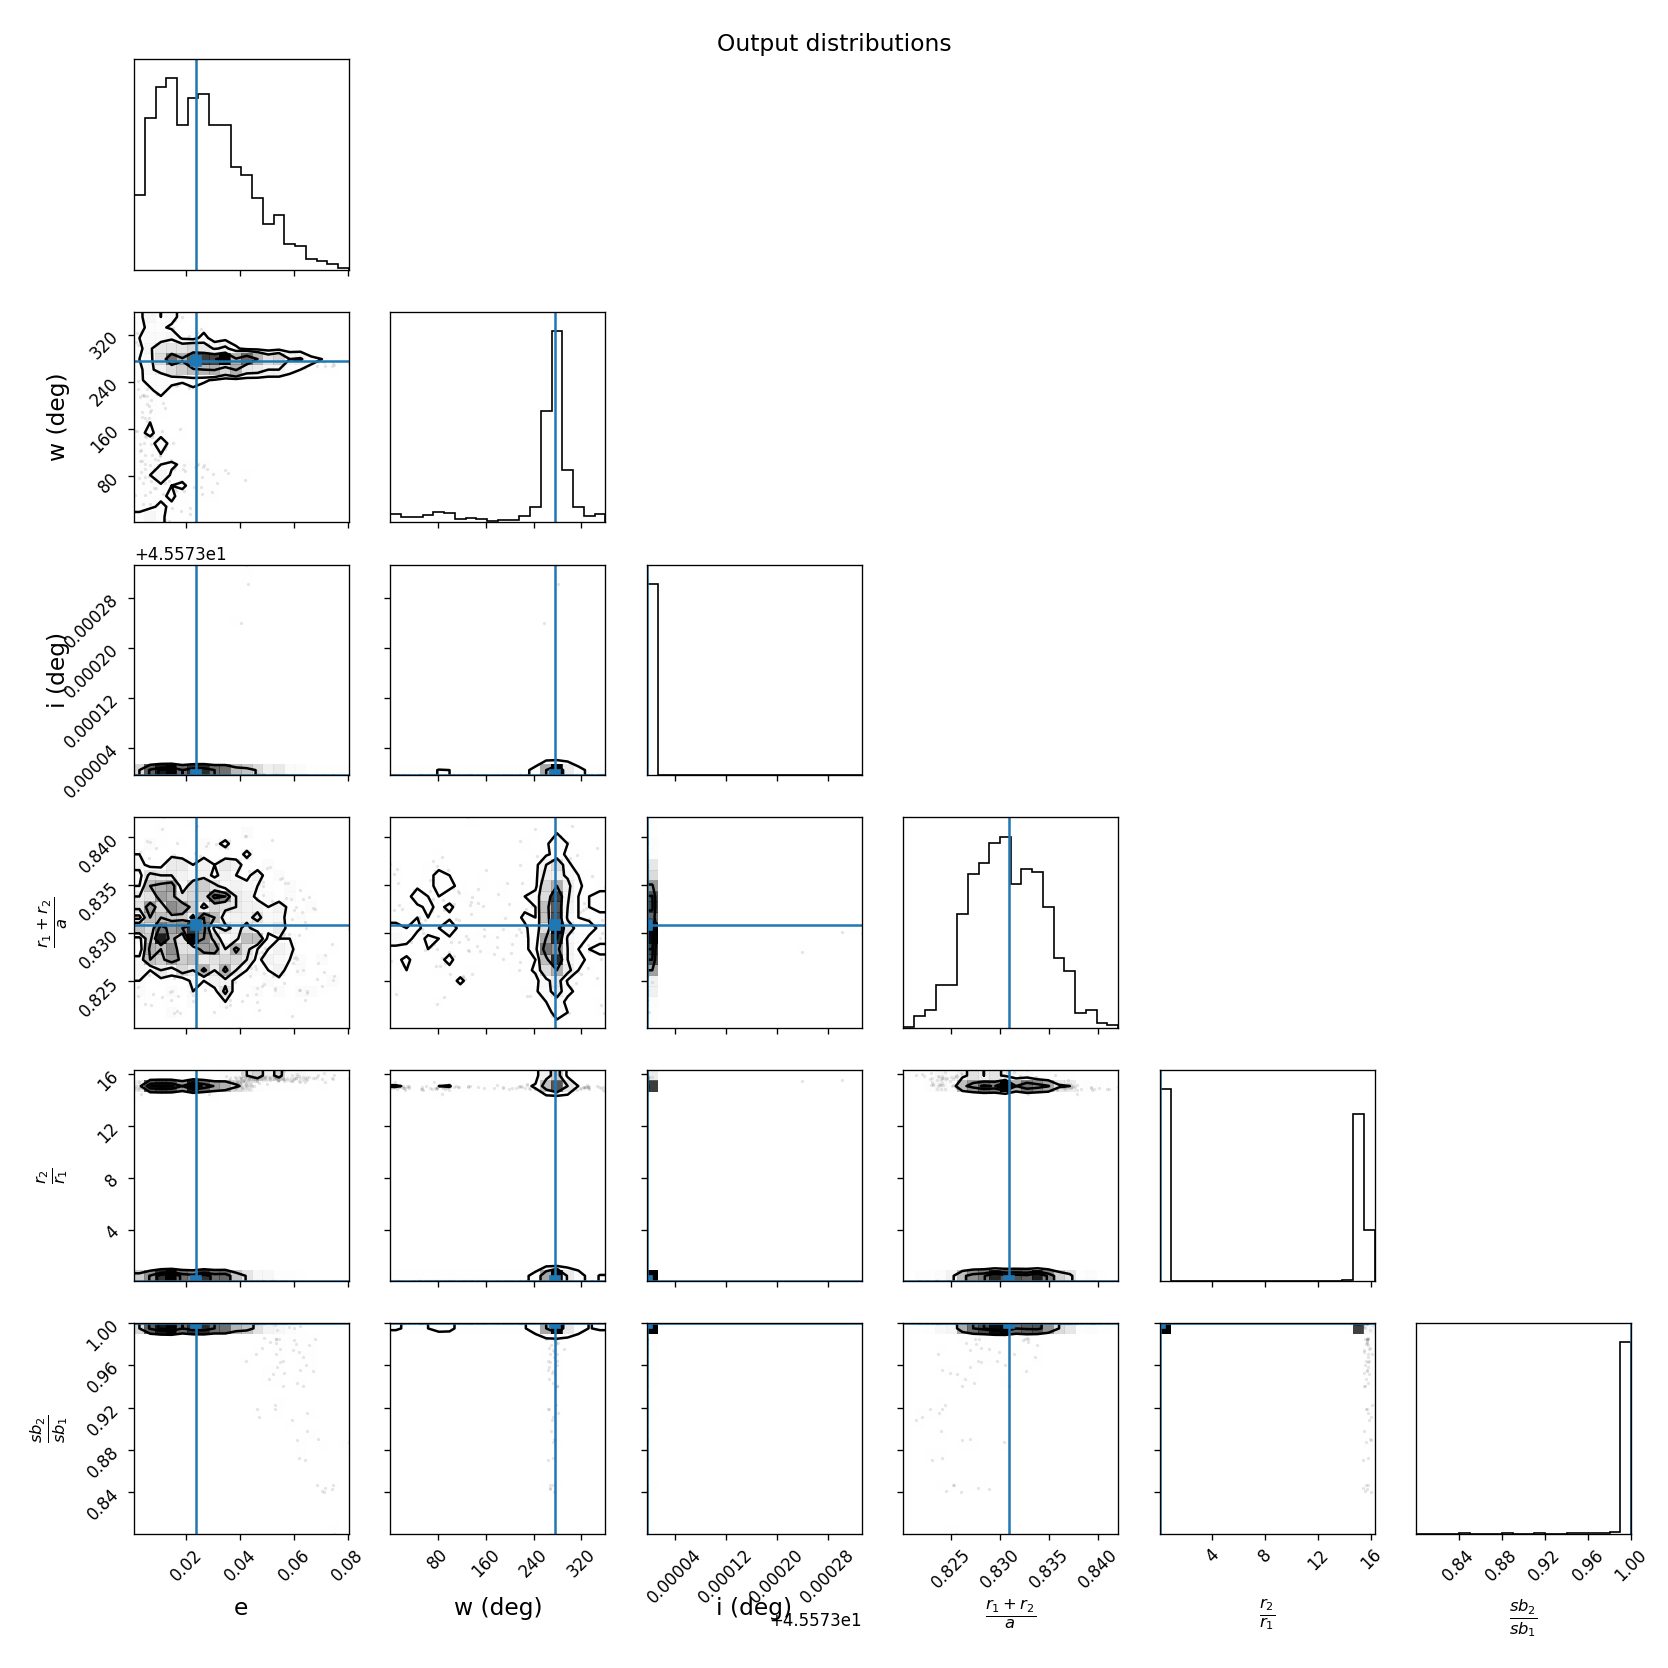 Output distributions
w (deg)
320
240
160
80
+4.5573e1
i (deg)
0.00028
0.00020
0.00012
0.00004
r₁ + r₂
a
0.840
0.835
0.830
0.825
r₂
r₁
16
12
8
4
sb₂
sb₁
1.00
0.96
0.92
0.88
0.84
0.02 0.04 0.06 0.08
80 160 240 320
0.00004 0.00012 0.00020 0.00028
0.825 0.830 0.835 0.840
4 8 12 16
0.84 0.88 0.92 0.96 1.00
e
w (deg)
i (deg)
+4.5573e1
r₁ + r₂
a
r₂
r₁
sb₂
sb₁